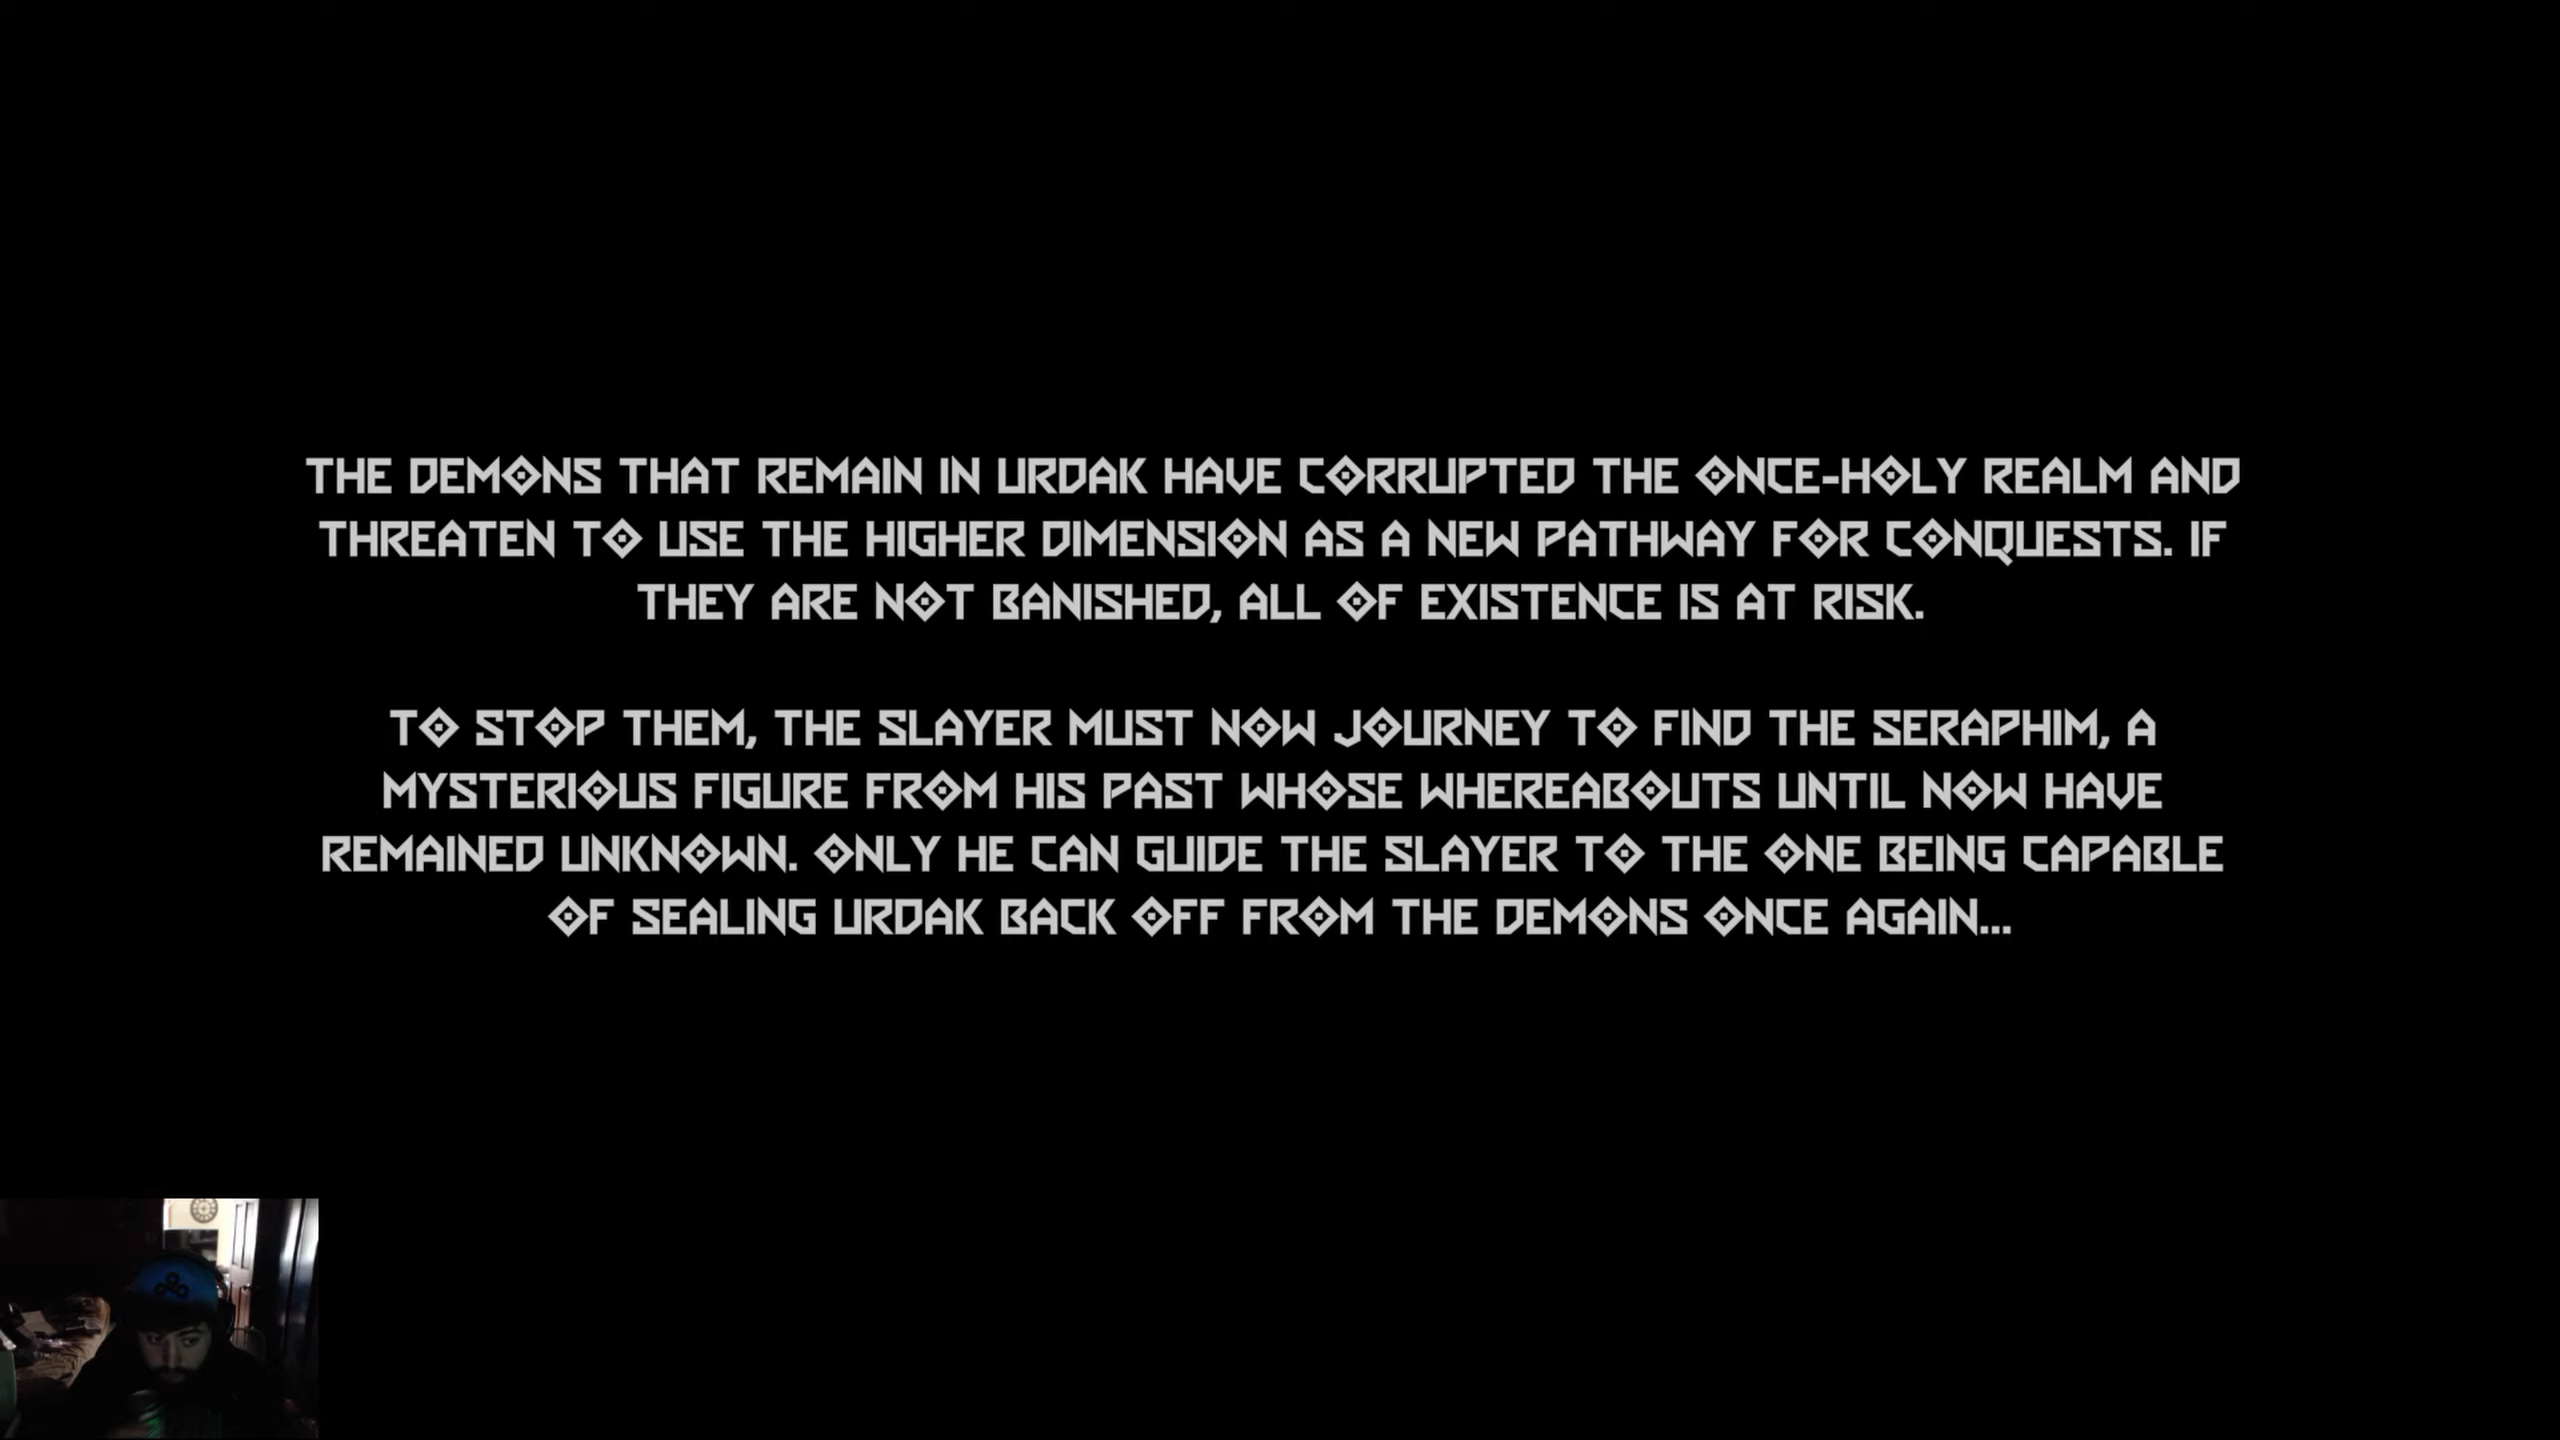 THE DEMONS THAT REMAIN IN URDAK HAVE CORRUPTED THE ONCE-HOLY REALM AND
THREATEN TO USE THE HIGHER DIMENSION AS A NEW PATHWAY FOR CONQUESTS. IF
THEY ARE NOT BANISHED, ALL OF EXISTENCE IS AT RISK.
TO STOP THEM, THE SLAYER MUST NOW JOURNEY TO FIND THE SERAPHIM, A
MYSTERIOUS FIGURE FROM HIS PAST WHOSE WHEREABOUTS UNTIL NOW HAVE
REMAINED UNKNOWN. ONLY HE CAN GUIDE THE SLAYER TO THE ONE BEING CAPABLE
OF SEALING URDAK BACK OFF FROM THE DEMONS ONCE AGAIN...